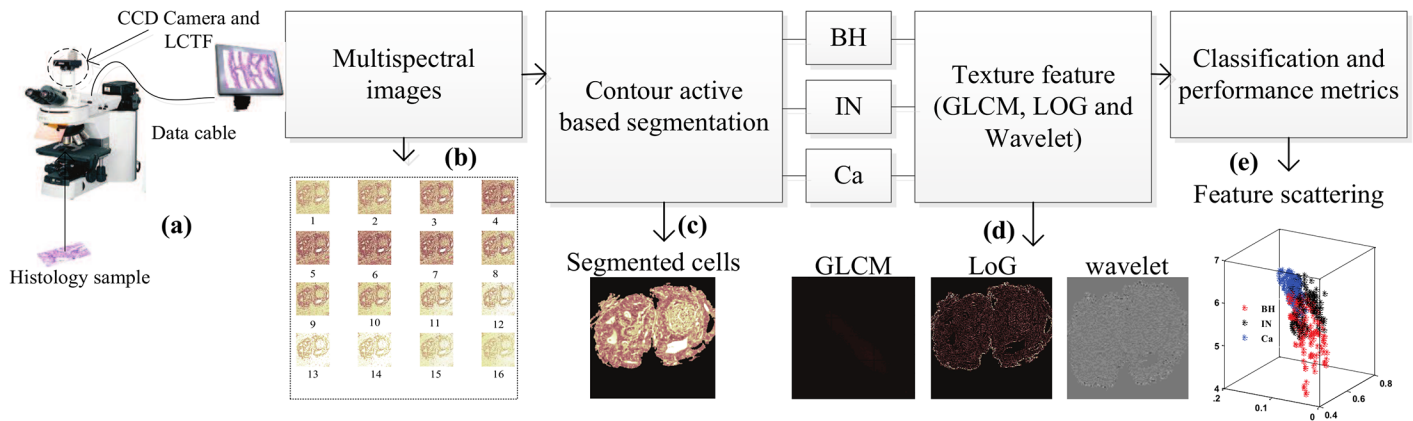 CCD Camera and
LCTF
Data cable
(a)
Histology sample
Multispectral
images
(b)
1 2 3 4
5 6 7 8
9 10 11 12
13 14 15 16
Contour active
based segmentation
(c)
Segmented cells
BH
IN
Ca
Texture feature
(GLCM, LOG and
Wavelet)
(d)
GLCM LoG wavelet
Classification and
performance metrics
(e)
Feature scattering
7
6
5
4
BH
IN
Ca
.2 0.1 0
0.4 0.6 0.8